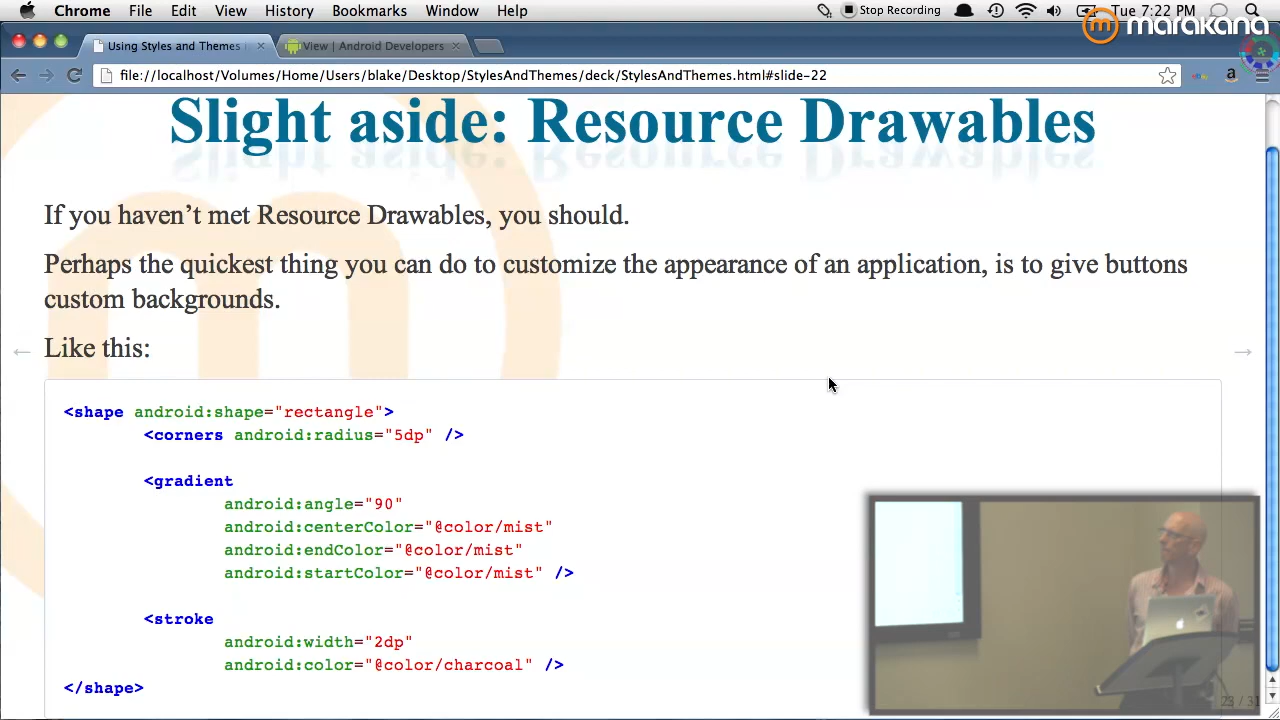 Chrome File Edit View History Bookmarks Window Help Stop Recording Tue 7:22 PM
marakana
Using Styles and Themes View | Android Developers
file://localhost/Volumes/Home/Users/blake/Desktop/StylesAndThemes/deck/StylesAndThemes.html#slide-22
Slight aside: Resource Drawables
If you haven’t met Resource Drawables, you should.
Perhaps the quickest thing you can do to customize the appearance of an application, is to give buttons
custom backgrounds.
Like this:
<shape android:shape="rectangle">
<corners android:radius="5dp" />
<gradient
android:angle="90"
android:centerColor="@color/mist"
android:endColor="@color/mist"
android:startColor="@color/mist" />
<stroke
android:width="2dp"
android:color="@color/charcoal" />
</shape>
23 / 31